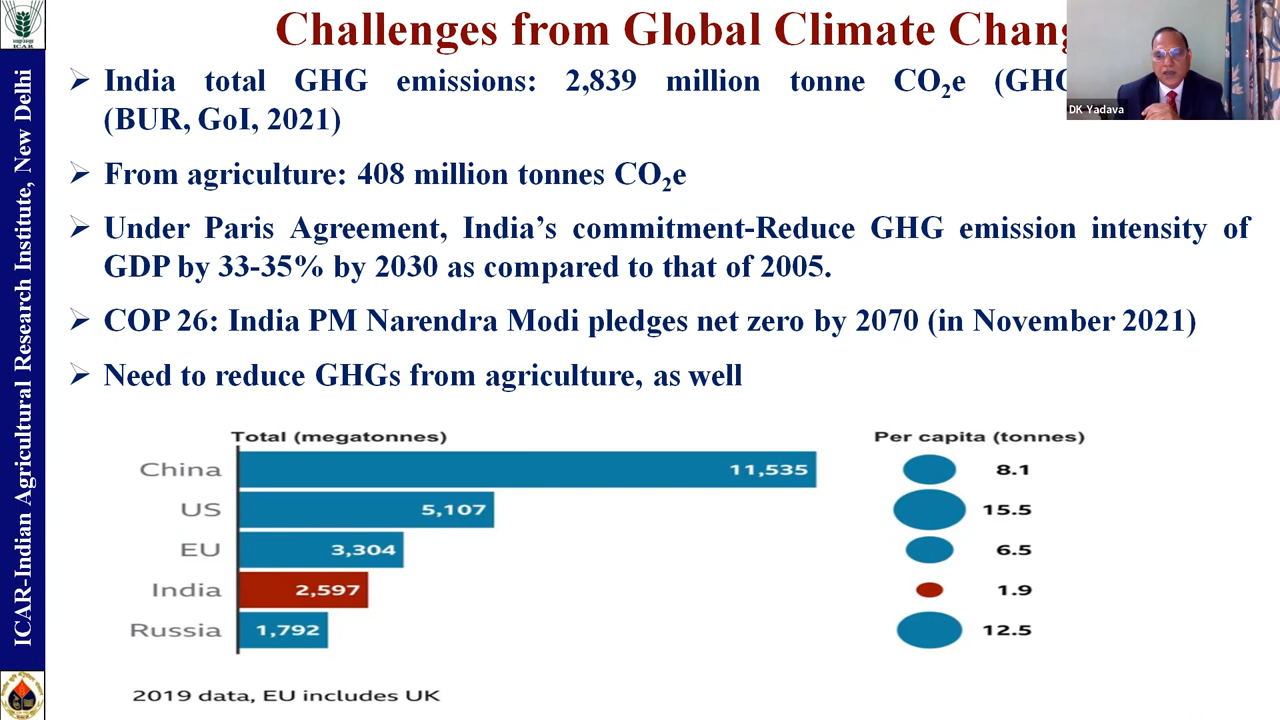 Challenges from Global Climate
India total GHG emissions: 2,839 million tonne CO₂e
(BUR, GoI, 2021)
From agriculture: 408 million tonnes CO₂e
Under Paris Agreement, India’s commitment-Reduce GHG emission intensity of
GDP by 33-35% by 2030 as compared to that of 2005.
COP 26: India PM Narendra Modi pledges net zero by 2070 (in November 2021)
Need to reduce GHGs from agriculture, as well
Total (megatonnes) Per capita (tonnes)
China 11,535 8.1
US 5,107 15.5
EU 3,304 6.5
India 2,597 1.9
Russia 1,792 12.5
2019 data, EU includes UK
ICAR-Indian Agricultural Research Institute, New Delhi
ICAR
DK Yadava